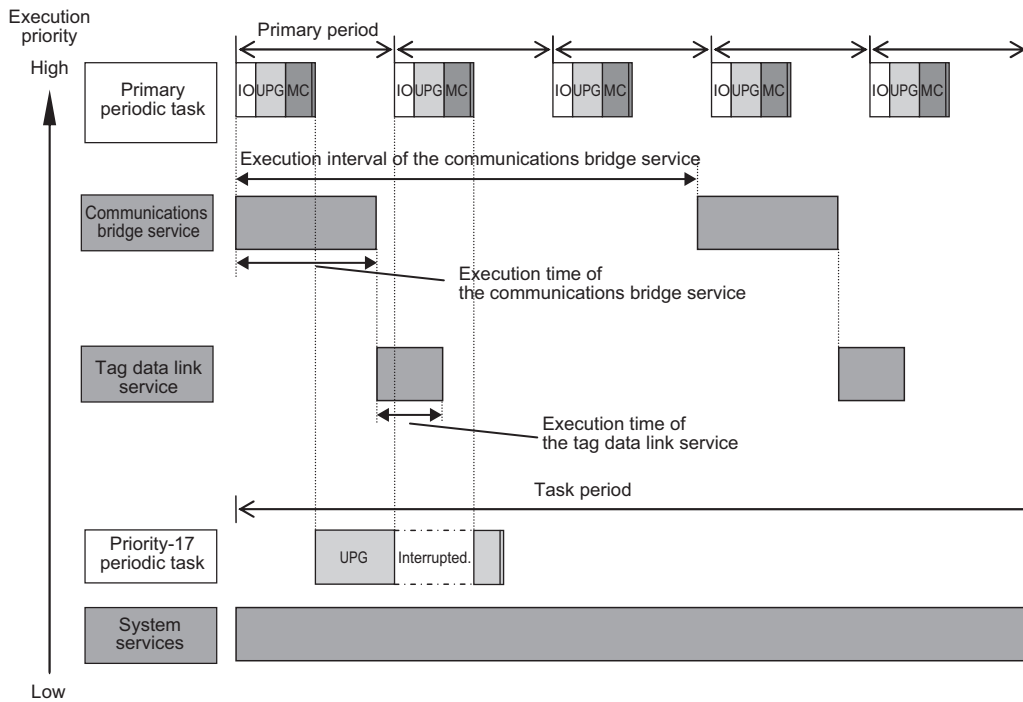 Execution
priority
High
Primary period
Primary
periodic task
IO UPG MC
IO UPG MC
IO UPG MC
IO UPG MC
IO UPG MC
Execution interval of the communications bridge service
Communications
bridge service
Execution time of
the communications bridge service
Tag data link
service
Execution time of
the tag data link service
Task period
Priority-17
periodic task
UPG
Interrupted.
System
services
Low